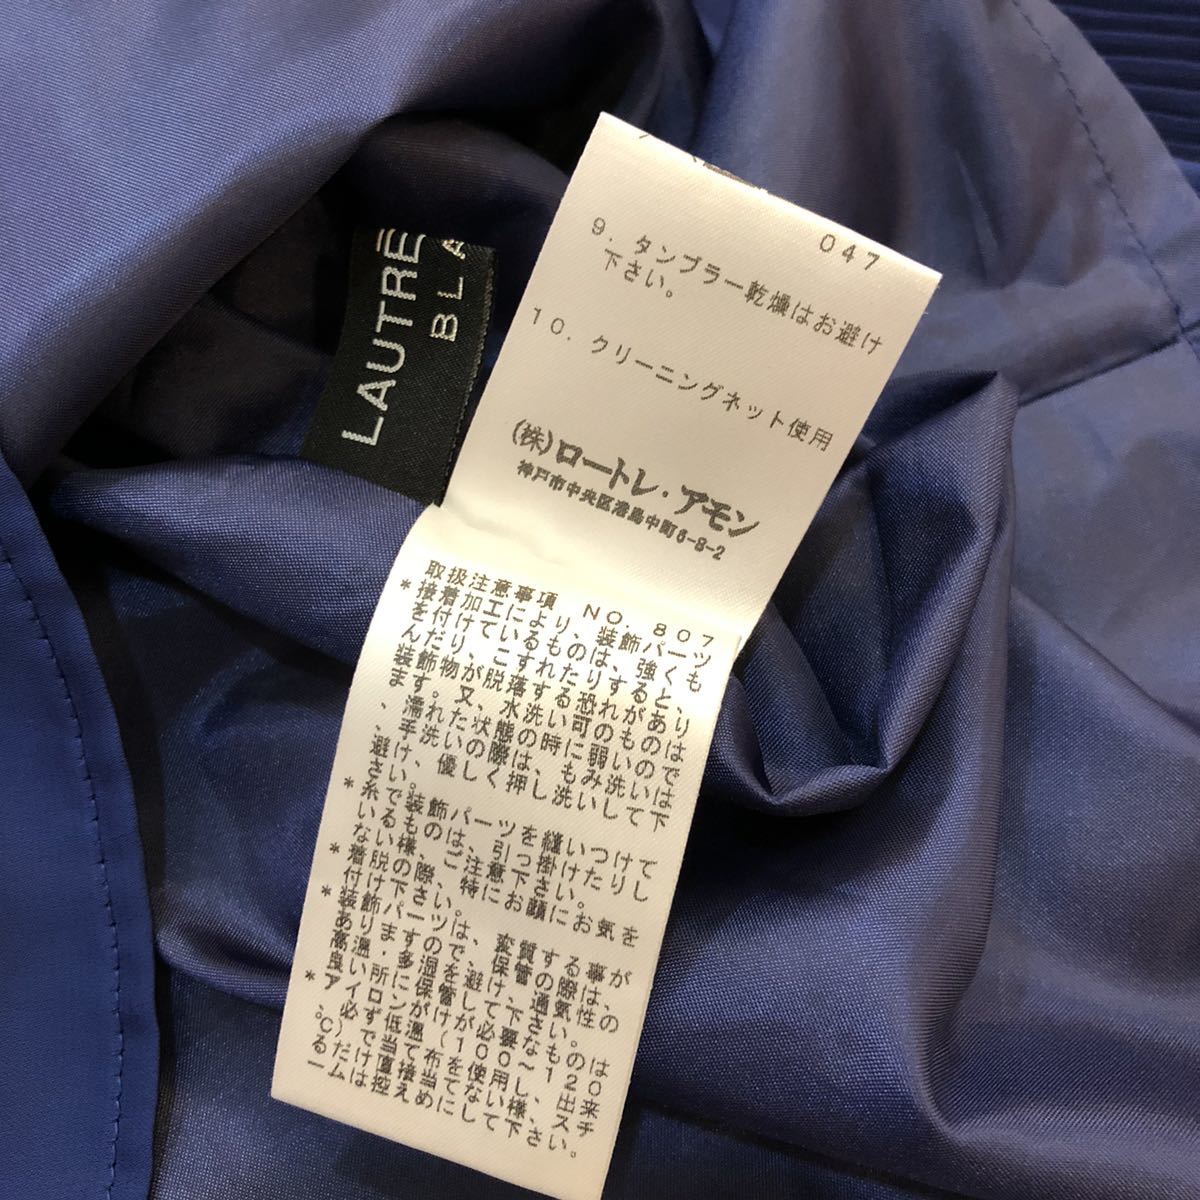 LAUTRĒ
BLA
047
9. タンブラー乾燥はお避け
下さい。
10. クリーニングネット使用
(株)ロートレ・アモン
神戸市中央区港島中町6-8-2
取扱注意事項 NO. 807
*接着加工により、装飾パーツ
を付けているものは、強くも
んだり、こすれたりすると、
装飾物が脱落する恐れがあり
ます。又、水洗い可のものは
、濡れた状態の時に弱いので
、手洗いの際は、もみ洗いは
避け、優しく押し洗いして下
さい。
*糸で装飾パーツを縫いつけて
いるものは、引っ掛けたりし
ない様、ご注意下さい。
*着脱の際、特にお顔にお気を
付け下さい。
*装飾パーツは、変質する事が
ありますので、保管の際は、
高温・多湿を避け、通気性の
所に保管して下さい。
*アイロンがけが必要な
必ず低温(100~120
℃)で当て布を使用し、出来
るだけ直接
ームは控えめにして下さい。